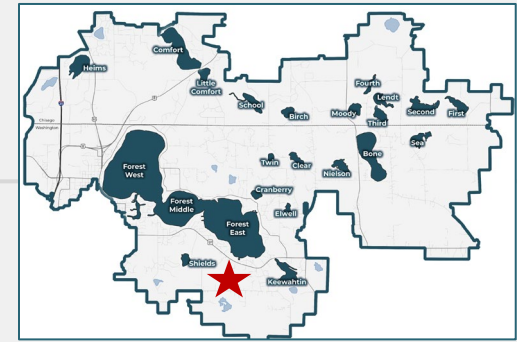 Comfort
Heims
Little
Comfort
School
Birch
Fourth
Lendt
Moody
Third
Second
First
Chisago
Washington
Sea
Bone
Forest
West
Twin
Clear
Nielson
Cranberry
Forest
Middle
Elwell
Forest
East
Shields
Keewahtin